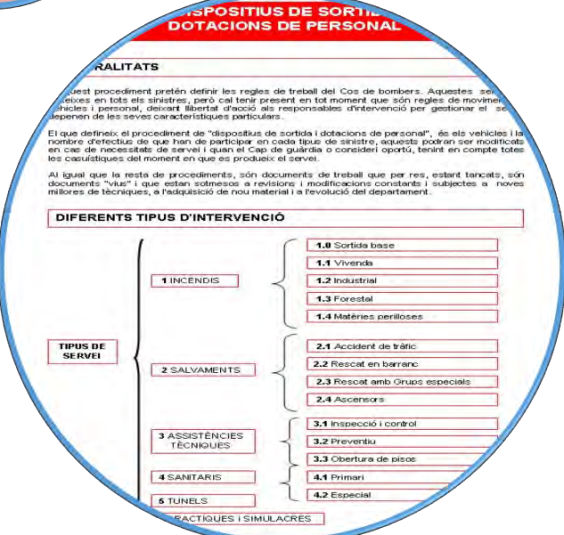 DISPOSITIUS DE SORTIDA
DOTACIONS DE PERSONAL
procediment pretén definir les regles de treball del Cos de bombers. Aquestes
en tots els sinistres, però cal tenir present en tot moment que són regles de
i personal, deixant llibertat d'acció als responsables d'intervenció per gestionar el
depenen de les seves característiques particulars.
El que defineix el procediment de "dispositius de sortida i dotacions de personal", és els vehicles i la
nombre d'efectius de que han de participar en cada tipus de sinistre, aquests podran ser modificats
en cas de necessitats de servei i quan el Cap de guàrdia o consideri oportú, tenint en compte totes
les casuístiques del moment en que es produeix el servei.
Al igual que la resta de procediments, són documents de treball que per res, estant tancats, són
documents "vius" i que estan sotmesos a revisions i modificacions constants i subjectes a noves
millores de tècniques, a l'adquisició de nou material i a l'evolució del departament.
DIFERENTS TIPUS D'INTERVENCIÓ
TIPUS DE
SERVEI
1 INCENDIS
1.0 Sortida base
1.1 Vivenda
1.2 Industrial
1.3 Forestal
1.4 Matèries perilloses
2 SALVAMENTS
2.1 Accident de tràfic
2.2 Rescat en barranc
2.3 Rescat amb Grups especials
2.4 Ascensors
3 ASSISTÈNCIES
TÈCNIQUES
3.1 Inspecció i control
3.2 Preventiu
3.3 Obertura de pisos
4 SANITARIS
4.1 Primari
4.2 Especial
5 TUNELS
PRACTIQUES I SIMULACRES